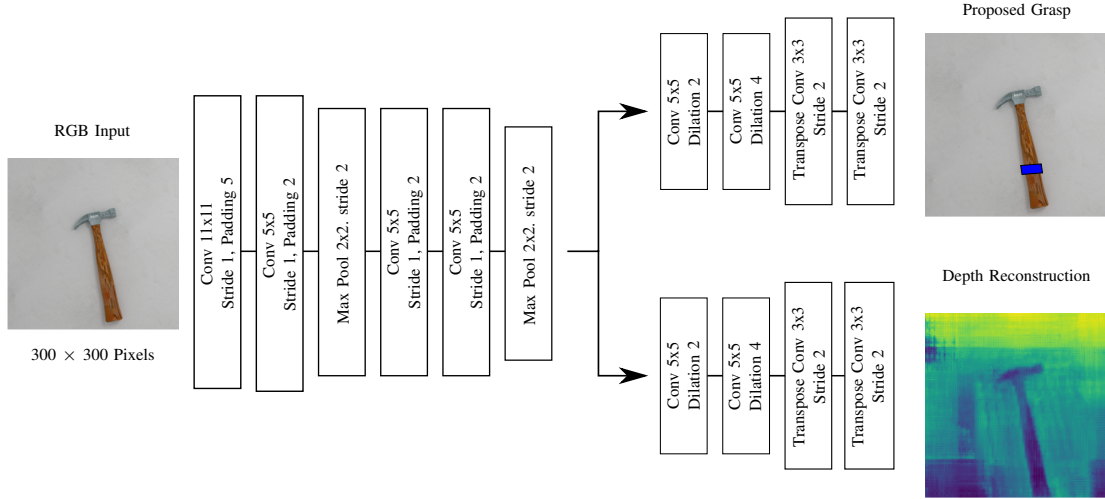 RGB Input
300 × 300 Pixels
Conv 11x11
Stride 1, Padding 5
Conv 5x5
Stride 1, Padding 2
Max Pool 2x2. stride 2
Conv 5x5
Stride 1, Padding 2
Conv 5x5
Stride 1, Padding 2
Max Pool 2x2. stride 2
Conv 5x5
Dilation 2
Conv 5x5
Dilation 4
Transpose Conv 3x3
Stride 2
Transpose Conv 3x3
Stride 2
Proposed Grasp
Conv 5x5
Dilation 2
Conv 5x5
Dilation 4
Transpose Conv 3x3
Stride 2
Transpose Conv 3x3
Stride 2
Depth Reconstruction